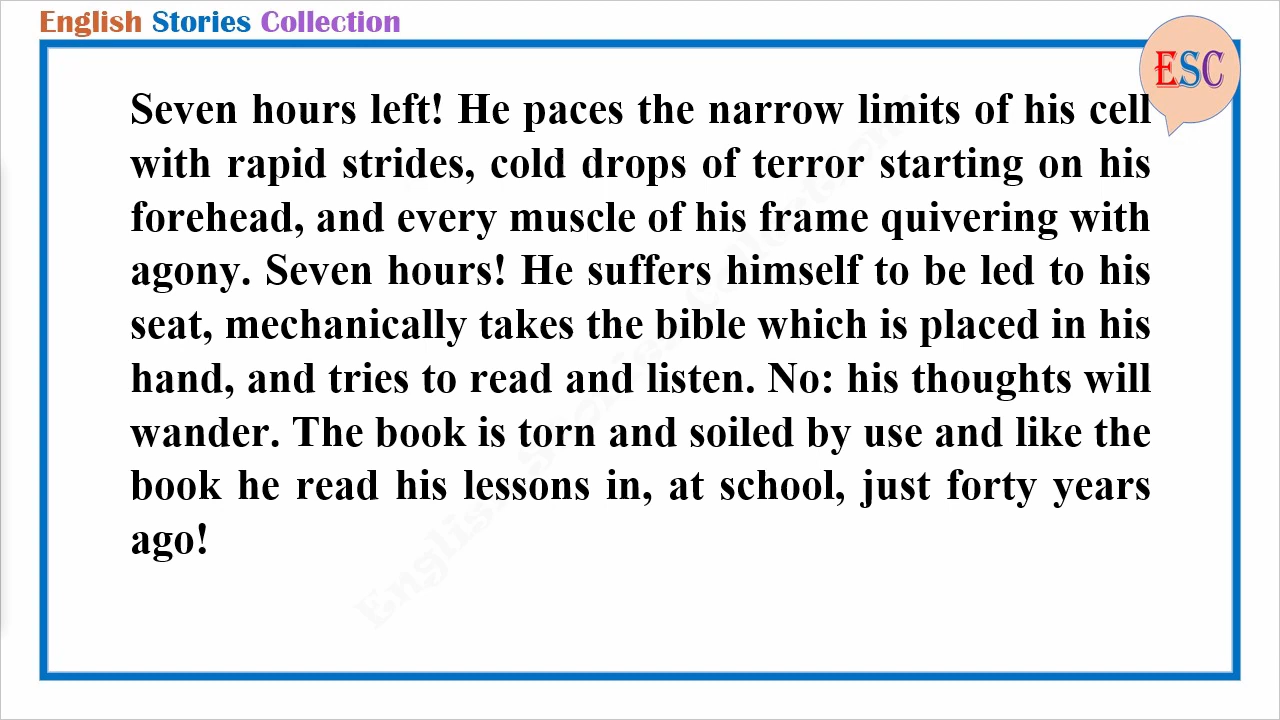 English Stories Collection
ESC
Seven hours left! He paces the narrow limits of his cell
with rapid strides, cold drops of terror starting on his
forehead, and every muscle of his frame quivering with
agony. Seven hours! He suffers himself to be led to his
seat, mechanically takes the bible which is placed in his
hand, and tries to read and listen. No: his thoughts will
wander. The book is torn and soiled by use and like the
book he read his lessons in, at school, just forty years
ago!
English Stories Collection